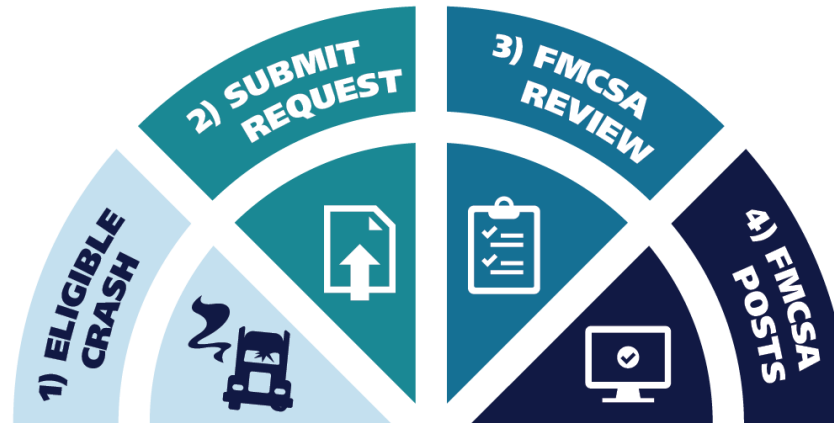 1) ELIGIBLE
CRASH
2) SUBMIT
REQUEST
3) FMCSA
REVIEW
4) FMCSA
POSTS